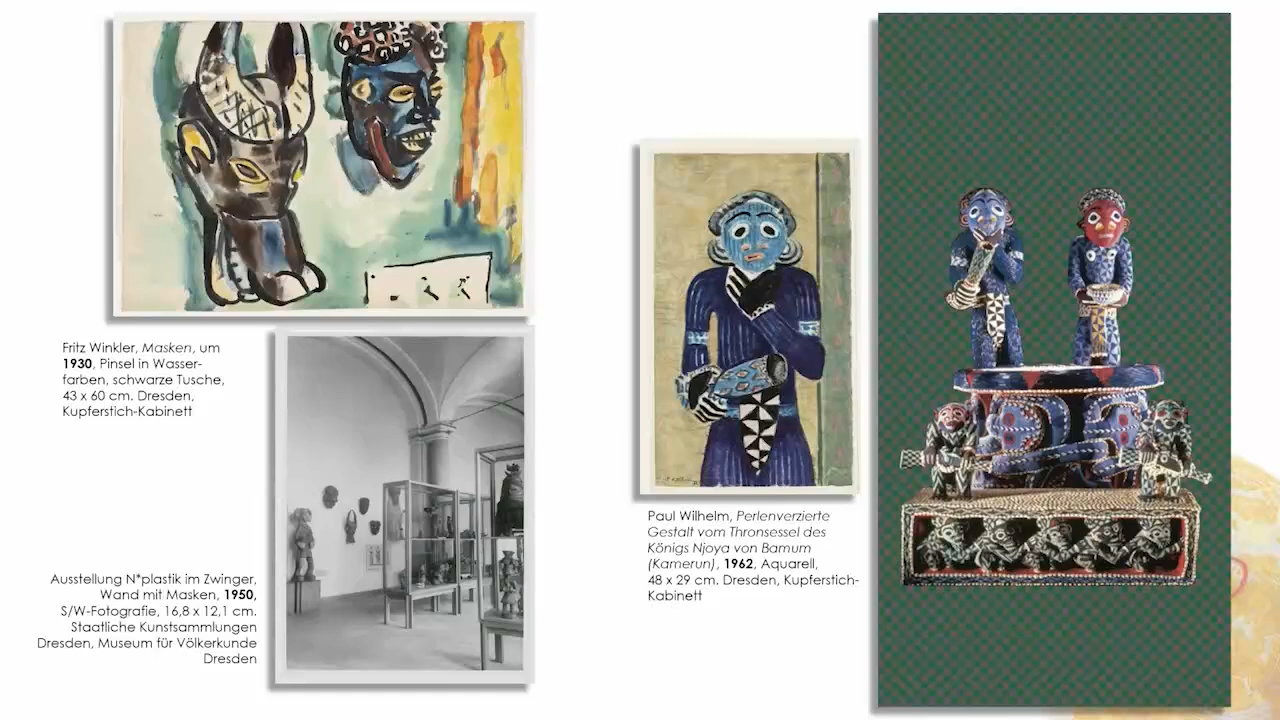 Fritz Winkler, Masken, um
1930, Pinsel in Wasser-
farben, schwarze Tusche,
43 x 60 cm. Dresden,
Kupferstich-Kabinett
Ausstellung N*plastik im Zwinger,
Wand mit Masken, 1950,
S/W-Fotografie, 16,8 x 12,1 cm.
Staatliche Kunstsammlungen
Dresden, Museum für Völkerkunde
Dresden
Paul Wilhelm, Perlenverzierte
Gestalt vom Thronsessel des
Königs Njoya von Bamum
(Kamerun), 1962, Aquarell,
48 x 29 cm. Dresden, Kupferstich-
Kabinett